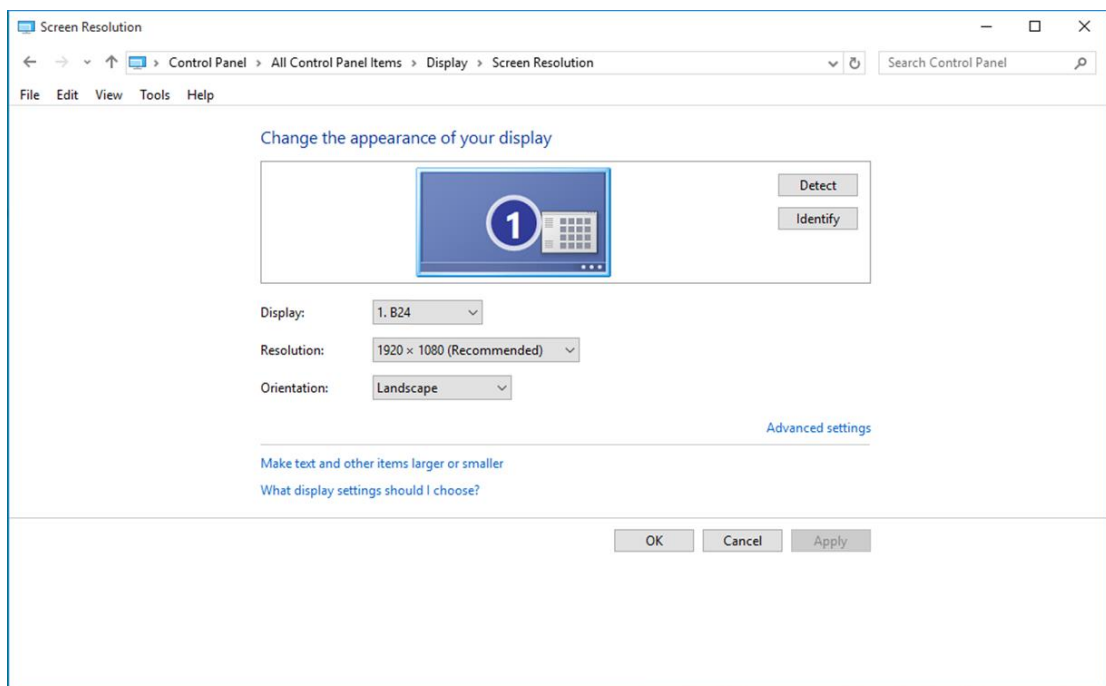 Screen Resolution
Control Panel > All Control Panel Items > Display > Screen Resolution
Search Control Panel
File Edit View Tools Help
Change the appearance of your display
1
Detect
Identify
Display: 1. B24
Resolution: 1920 × 1080 (Recommended)
Orientation: Landscape
Advanced settings
Make text and other items larger or smaller
What display settings should I choose?
OK Cancel Apply